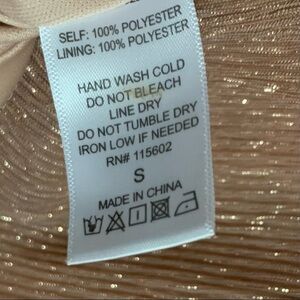 SELF: 100% POLYESTER
LINING: 100% POLYESTER
HAND WASH COLD
DO NOT BLEACH
LINE DRY
DO NOT TUMBLE DRY
IRON LOW IF NEEDED
RN# 115602
S
MADE IN CHINA